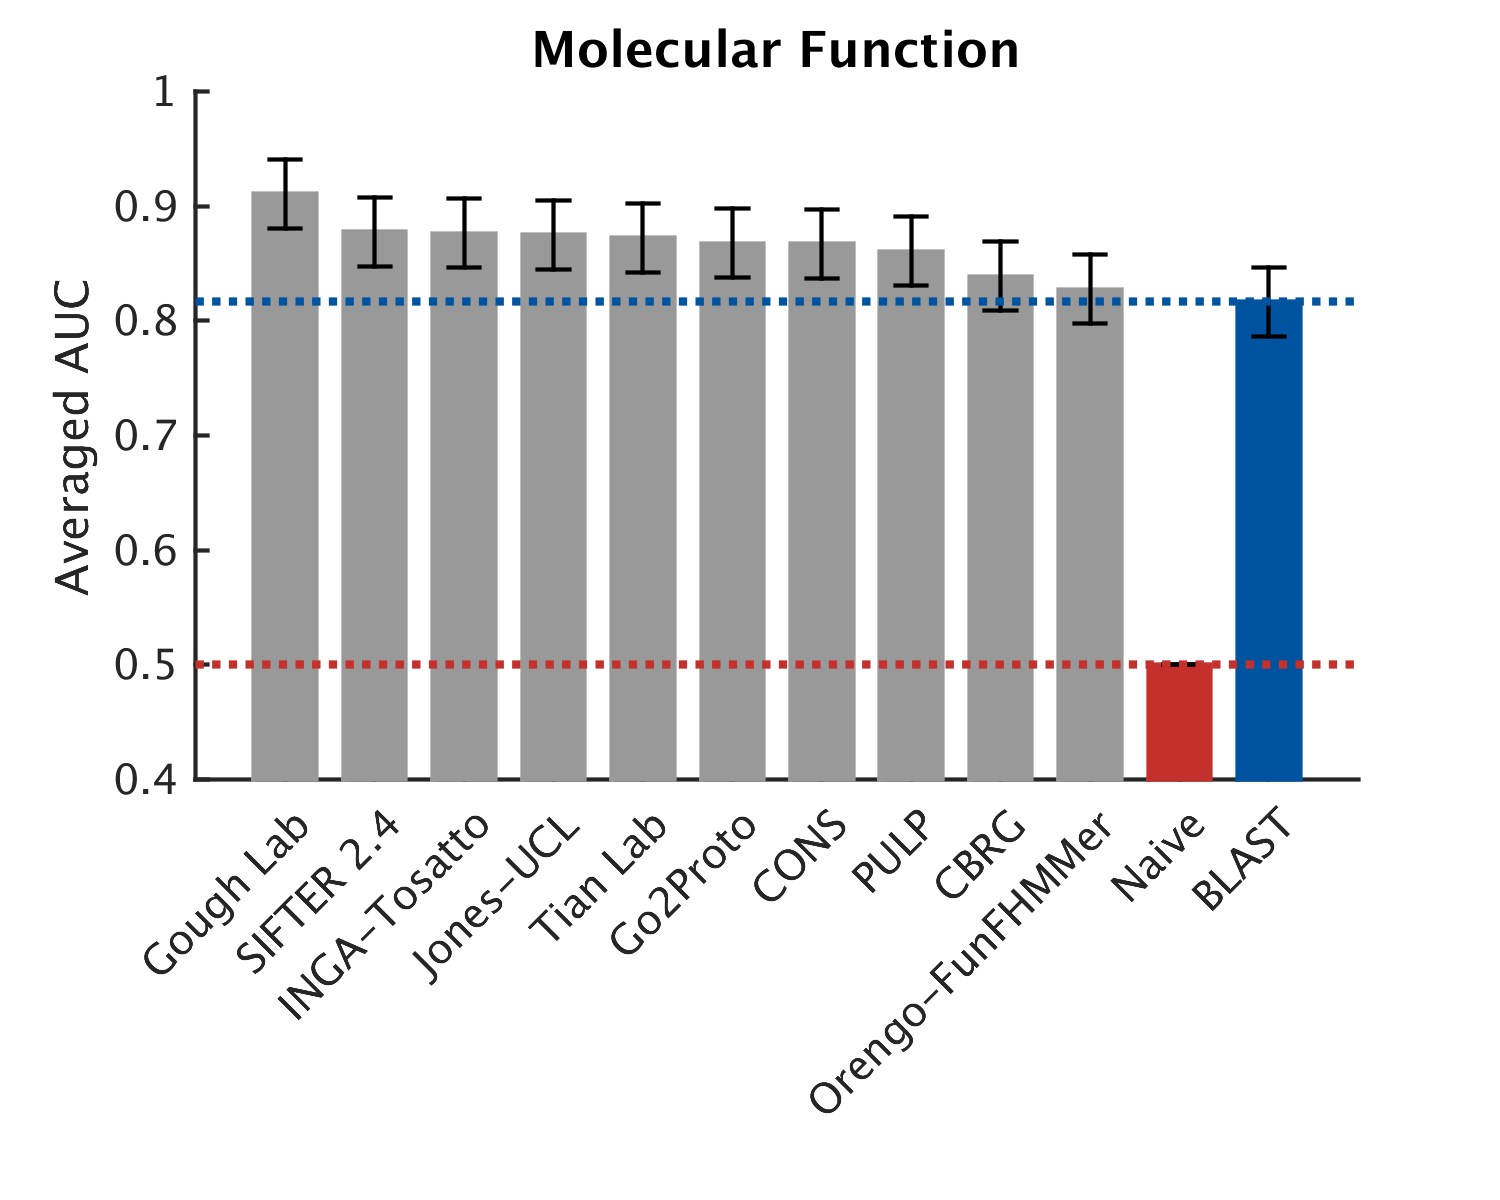 Molecular Function
Averaged AUC
1
0.9
0.8
0.7
0.6
0.5
0.4
Gough Lab
SIFTER 2.4
INGA-Tosatto
Jones-UCL
Tian Lab
Go2Proto
CONS
PULP
CBRG
Orengo-FunFHMMer
Naive
BLAST